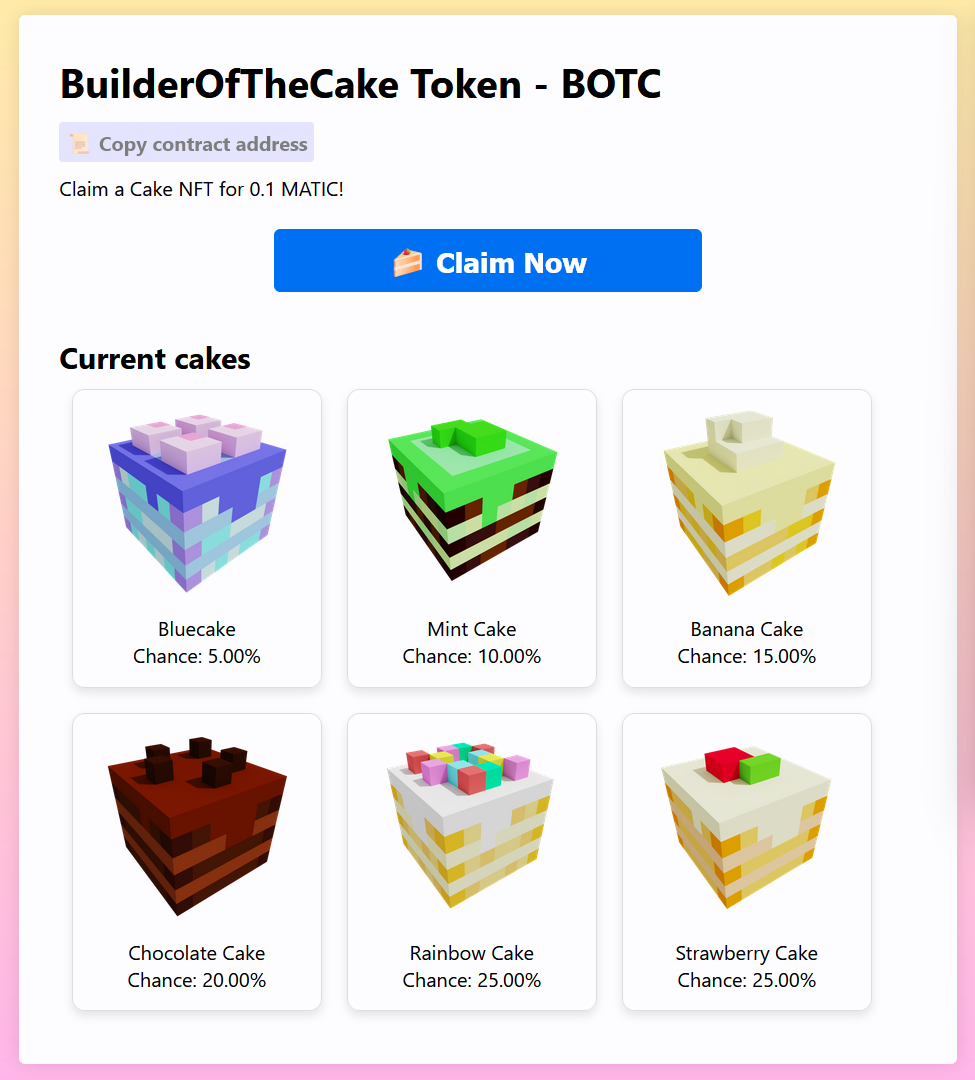 BuilderOfTheCake Token - BOTC
📜 Copy contract address
Claim a Cake NFT for 0.1 MATIC!
🍰 Claim Now
Current cakes
Bluecake
Chance: 5.00%
Mint Cake
Chance: 10.00%
Banana Cake
Chance: 15.00%
Chocolate Cake
Chance: 20.00%
Rainbow Cake
Chance: 25.00%
Strawberry Cake
Chance: 25.00%